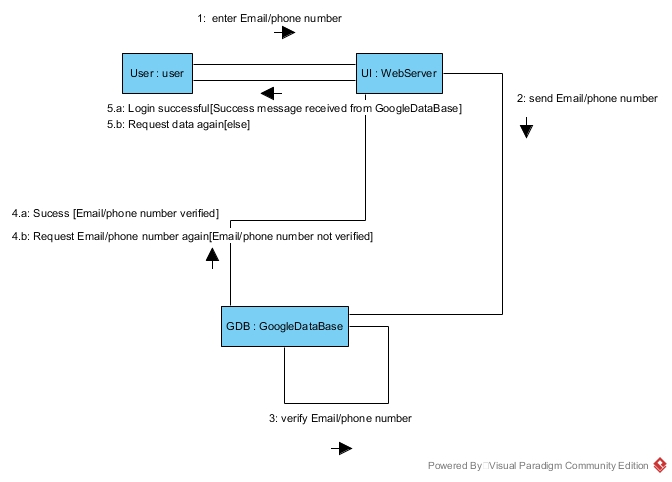 1:  enter Email/phone number
User : user
UI : WebServer
2: send Email/phone number
5.a: Login successful[Success message received from GoogleDataBase]
5.b: Request data again[else]
4.a: Sucess [Email/phone number verified]
4.b: Request Email/phone number again[Email/phone number not verified]
GDB : GoogleDataBase
3: verify Email/phone number
Powered By□Visual Paradigm Community Edition